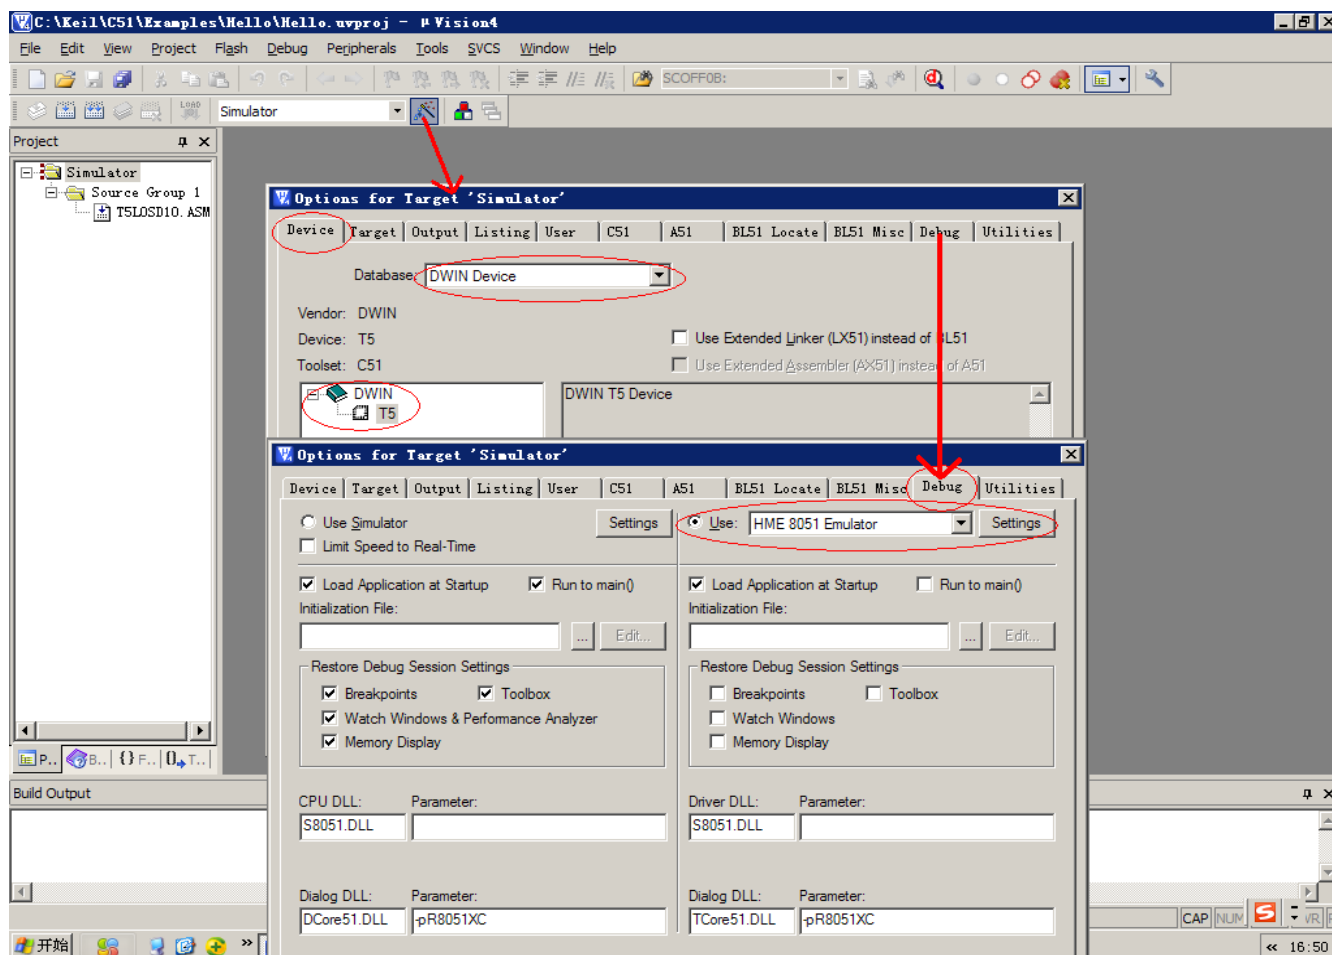 C:\Keil\C51\Examples\Hello\Hello.uvproj - µVision4
File Edit View Project Flash Debug Peripherals Tools SVCS Window Help
SCOFF0B:
LOAD
Simulator
Project
Simulator
Source Group 1
T5LOSD10.ASM
Options for Target 'Simulator'
Device Target Output Listing User C51 A51 BL51 Locate BL51 Misc Debug Utilities
Database: DWIN Device
Vendor: DWIN
Device: T5
Use Extended Linker (LX51) instead of BL51
Toolset: C51
Use Extended Assembler (AX51) instead of A51
DWIN
T5
DWIN T5 Device
Options for Target 'Simulator'
Device Target Output Listing User C51 A51 BL51 Locate BL51 Misc Debug Utilities
Use Simulator Settings
Limit Speed to Real-Time
Use: HME 8051 Emulator Settings
Load Application at Startup Run to main()
Initialization File:
... Edit...
Restore Debug Session Settings
Breakpoints Toolbox
Watch Windows & Performance Analyzer
Memory Display
Load Application at Startup Run to main()
Initialization File:
... Edit...
Restore Debug Session Settings
Breakpoints Toolbox
Watch Windows
Memory Display
CPU DLL: Parameter:
S8051.DLL
Driver DLL: Parameter:
S8051.DLL
Dialog DLL: Parameter:
DCore51.DLL -pR8051XC
Dialog DLL: Parameter:
TCore51.DLL -pR8051XC
P.. B.. {} F.. T..
Build Output
CAP NUM
开始
16:50